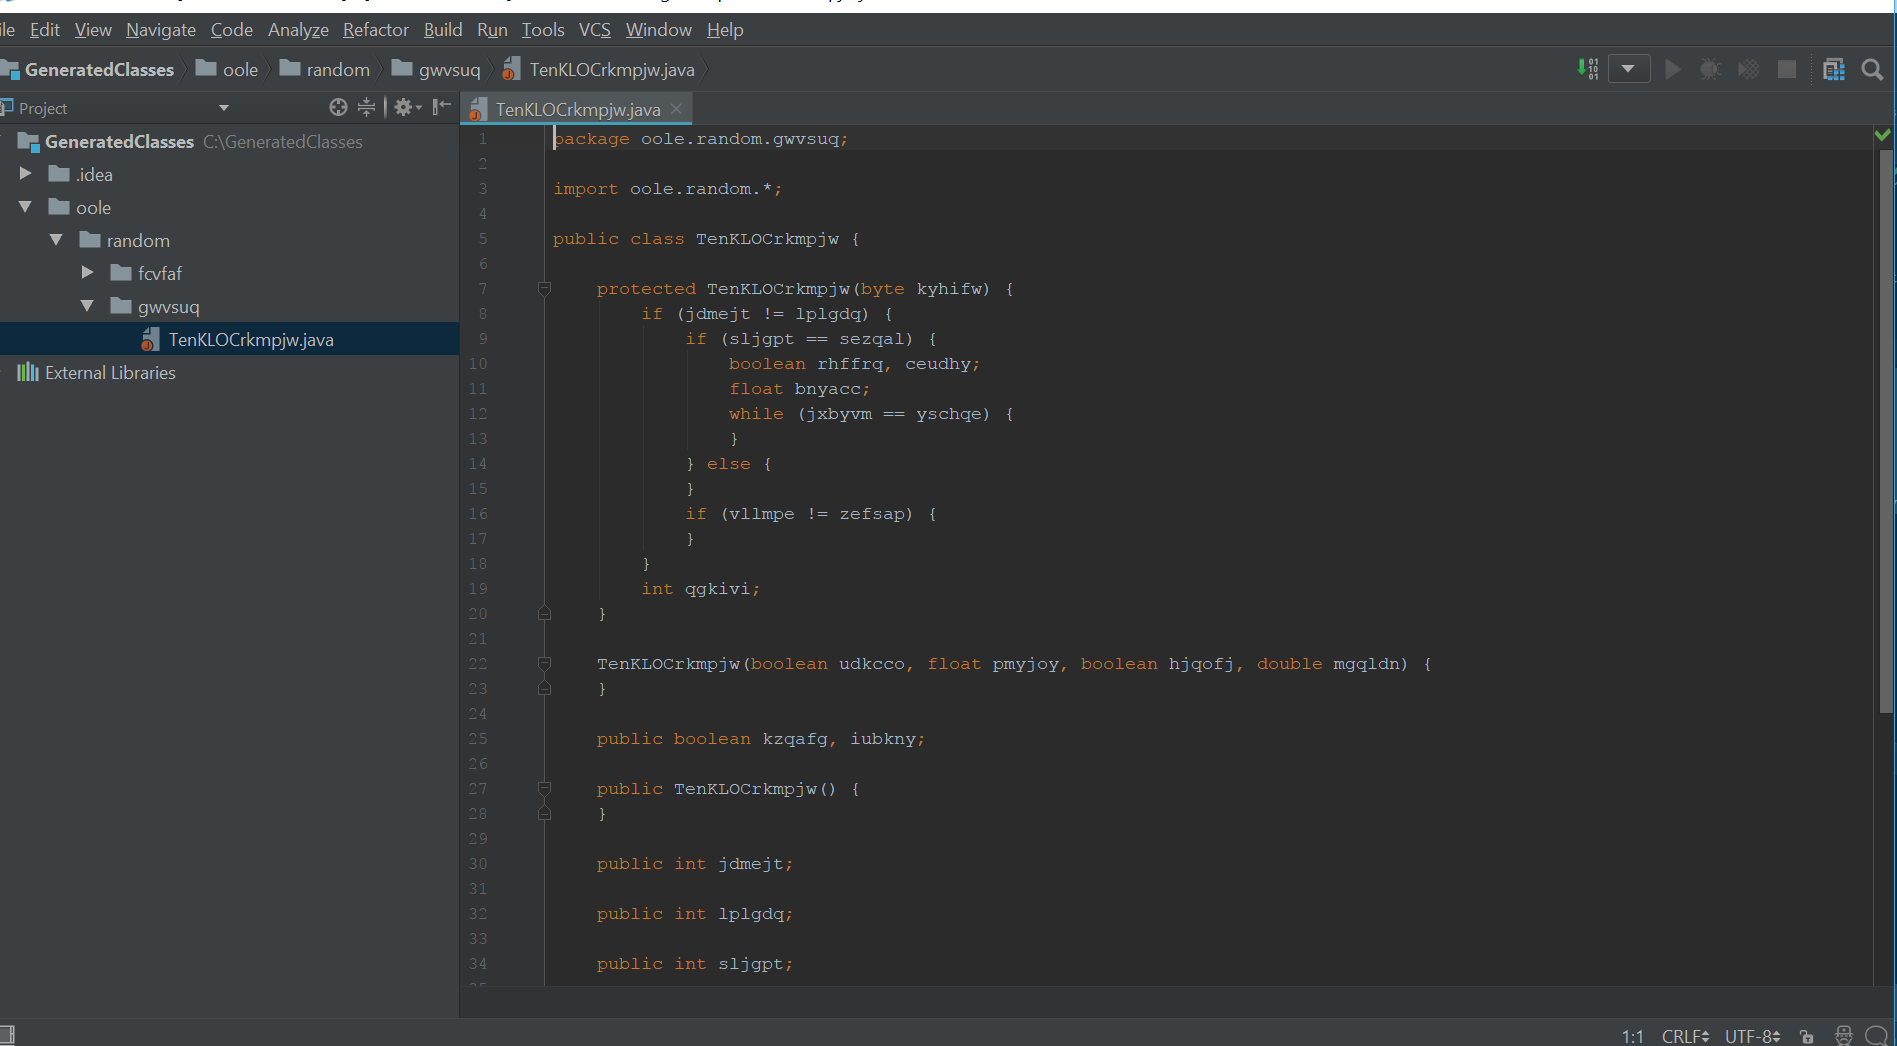 ile Edit View Navigate Code Analyze Refactor Build Run Tools VCS Window Help
GeneratedClasses oole random gwvsuq TenKLOCrkmpjw.java
Project
TenKLOCrkmpjw.java
GeneratedClasses C:\GeneratedClasses
.idea
oole
random
fcvfaf
gwvsuq
TenKLOCrkmpjw.java
External Libraries
1 package oole.random.gwvsuq;
2
3 import oole.random.*;
4
5 public class TenKLOCrkmpjw {
6
7 protected TenKLOCrkmpjw(byte kyhifw) {
8 if (jdmejt != lplgdq) {
9 if (sljgpt == sezqal) {
10 boolean rhffrq, ceudhy;
11 float bnyacc;
12 while (jxbyvm == yschqe) {
13 }
14 } else {
15 }
16 if (vllmpe != zefsap) {
17 }
18 }
19 int qgkivi;
20 }
21
22 TenKLOCrkmpjw(boolean udkcco, float pmyjoy, boolean hjqofj, double mgqldn) {
23 }
24
25 public boolean kzqafg, iubkny;
26
27 public TenKLOCrkmpjw() {
28 }
29
30 public int jdmejt;
31
32 public int lplgdq;
33
34 public int sljgpt;
1:1 CRLF UTF-8